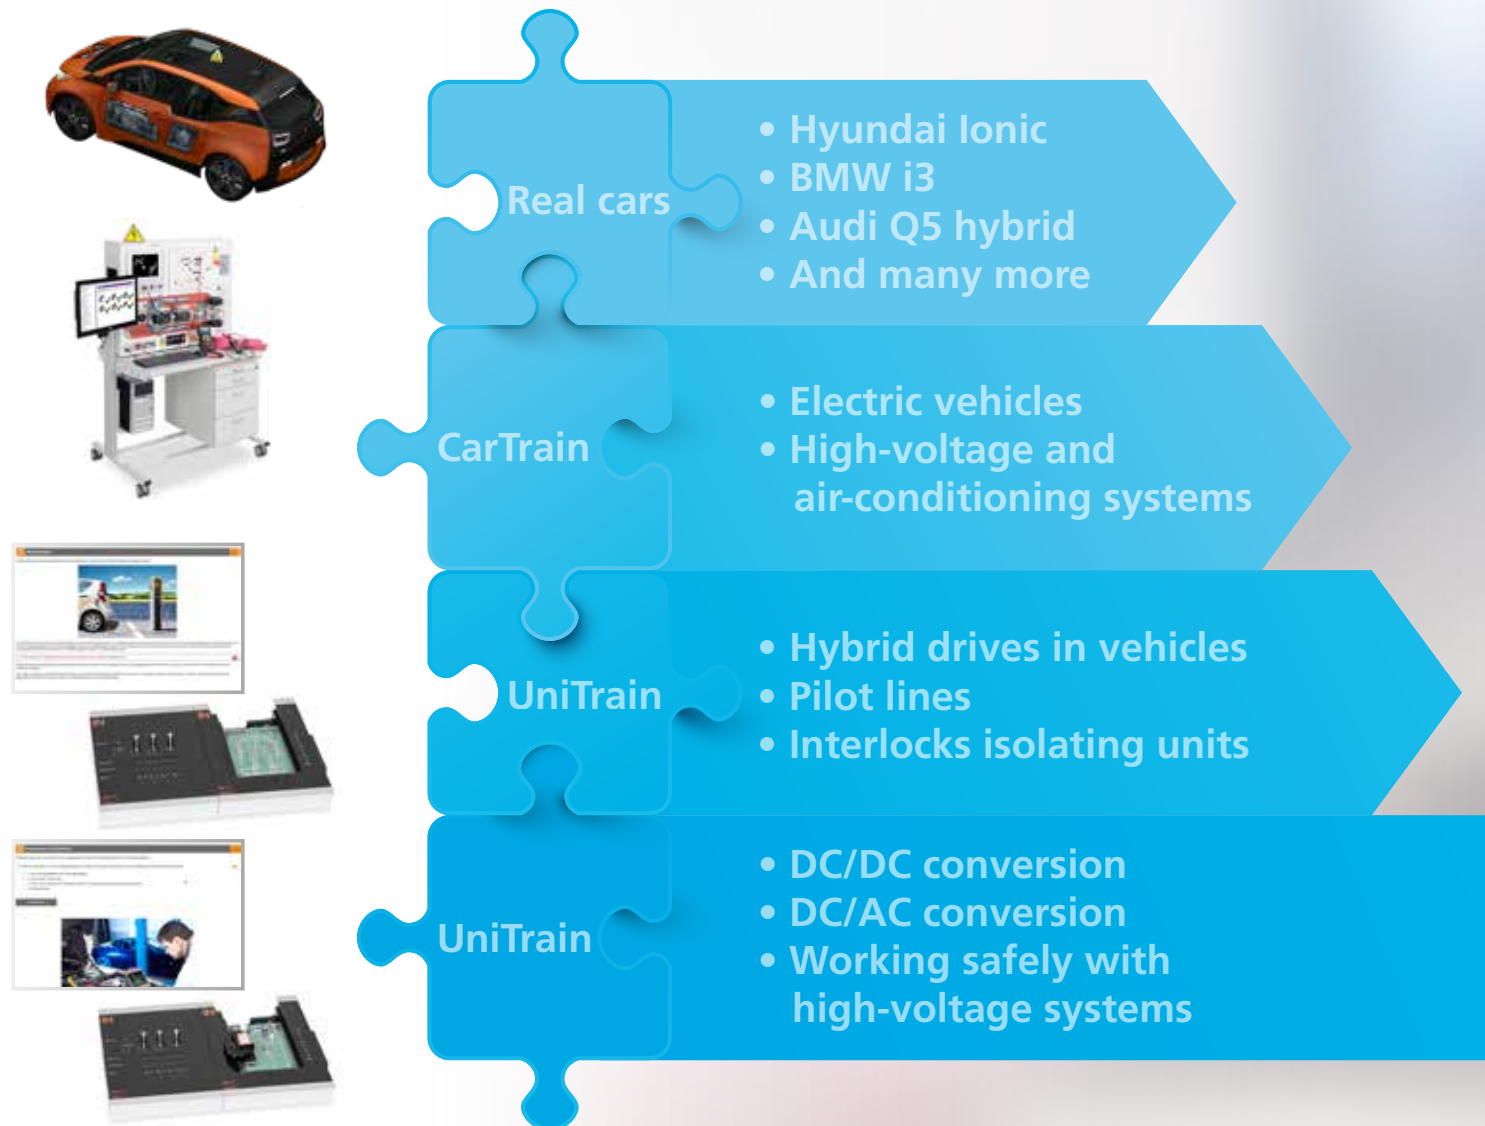 Real cars
• Hyundai Ionic
• BMW i3
• Audi Q5 hybrid
• And many more
CarTrain
• Electric vehicles
• High-voltage and
air-conditioning systems
UniTrain
• Hybrid drives in vehicles
• Pilot lines
• Interlocks isolating units
UniTrain
• DC/DC conversion
• DC/AC conversion
• Working safely with
high-voltage systems